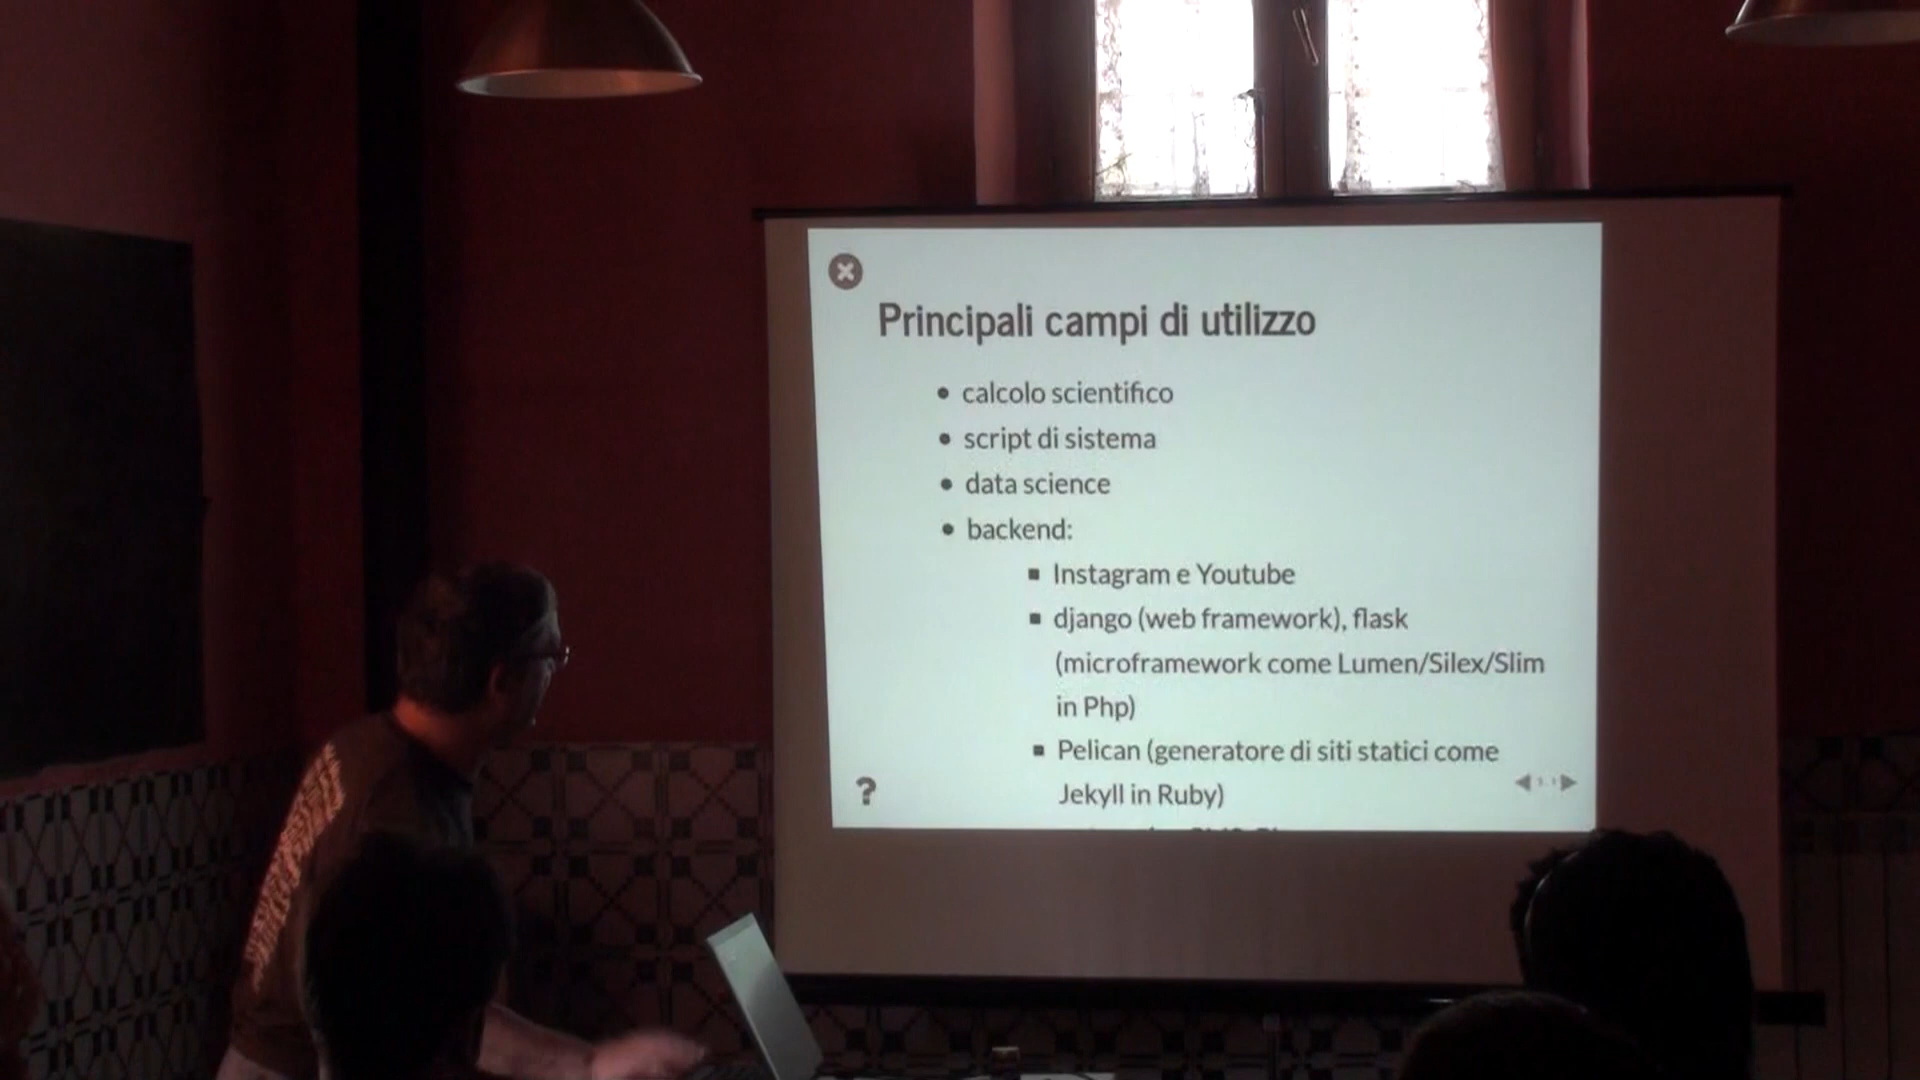 Principali campi di utilizzo
calcolo scientifico
script di sistema
data science
backend:
Instagram e Youtube
django (web framework), flask
(microframework come Lumen/Silex/Slim
in Php)
Pelican (generatore di siti statici come
Jekyll in Ruby)
?